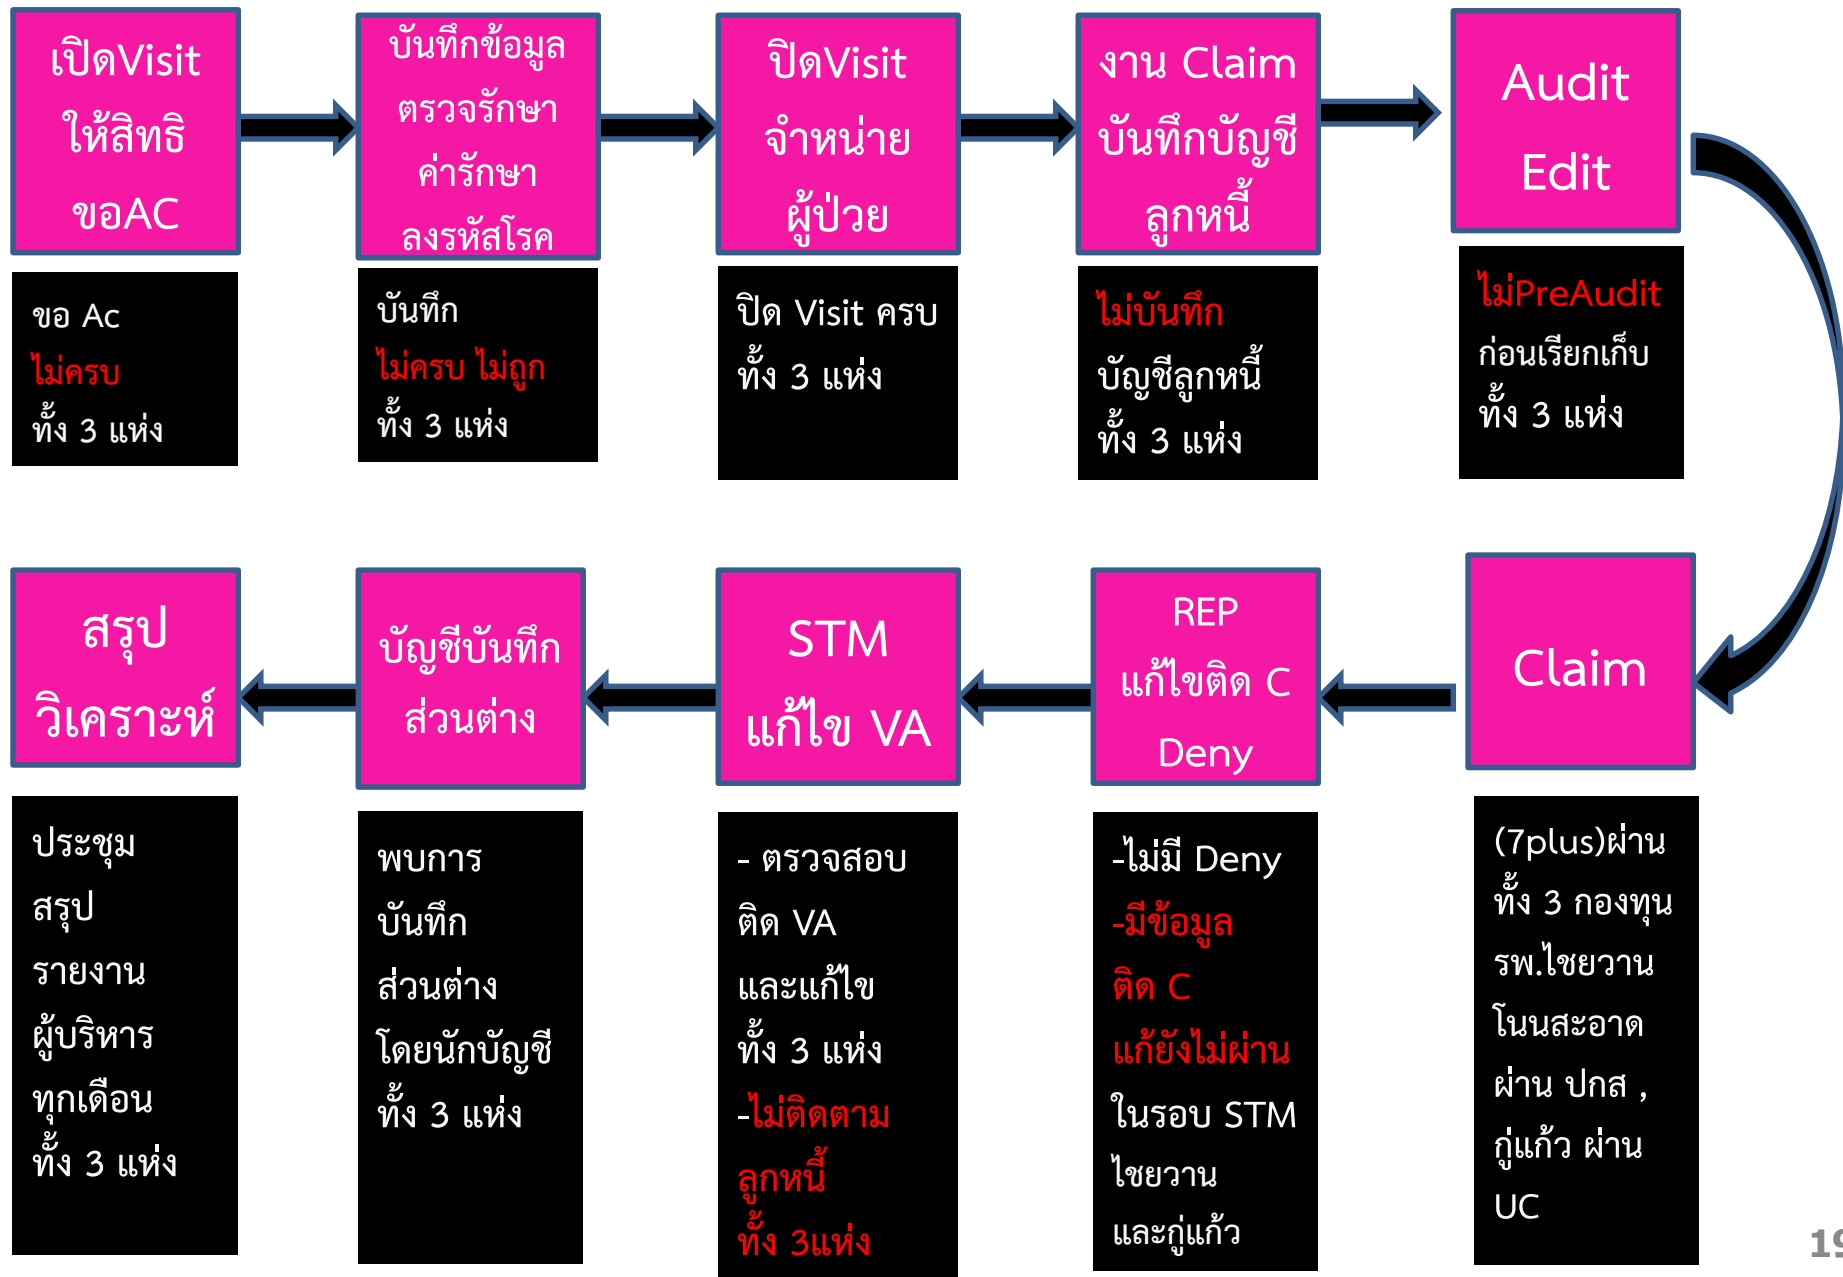 เปิดVisit
ให้สิทธิ
ขอAC
บันทึกข้อมูล
ตรวจรักษา
ค่ารักษา
ลงรหัสโรค
ปิดVisit
จำหน่าย
ผู้ป่วย
งาน Claim
บันทึกบัญชี
ลูกหนี้
Audit
Edit
ขอ Ac
ไม่ครบ
ทั้ง 3 แห่ง
บันทึก
ไม่ครบ ไม่ถูก
ทั้ง 3 แห่ง
ปิด Visit ครบ
ทั้ง 3 แห่ง
ไม่บันทึก
บัญชีลูกหนี้
ทั้ง 3 แห่ง
ไม่PreAudit
ก่อนเรียกเก็บ
ทั้ง 3 แห่ง
Claim
REP
แก้ไขติด C
Deny
STM
แก้ไข VA
บัญชีบันทึก
ส่วนต่าง
สรุป
วิเคราะห์
(7plus)ผ่าน
ทั้ง 3 กองทุน
รพ.ไชยวาน
โนนสะอาด
ผ่าน ปกส ,
กู่แก้ว ผ่าน
UC
-ไม่มี Deny
-มีข้อมูล
ติด C
แก้ยังไม่ผ่าน
ในรอบ STM
ไชยวาน
และกู่แก้ว
- ตรวจสอบ
ติด VA
และแก้ไข
ทั้ง 3 แห่ง
-ไม่ติดตาม
ลูกหนี้
ทั้ง 3แห่ง
พบการ
บันทึก
ส่วนต่าง
โดยนักบัญชี
ทั้ง 3 แห่ง
ประชุม
สรุป
รายงาน
ผู้บริหาร
ทุกเดือน
ทั้ง 3 แห่ง
19